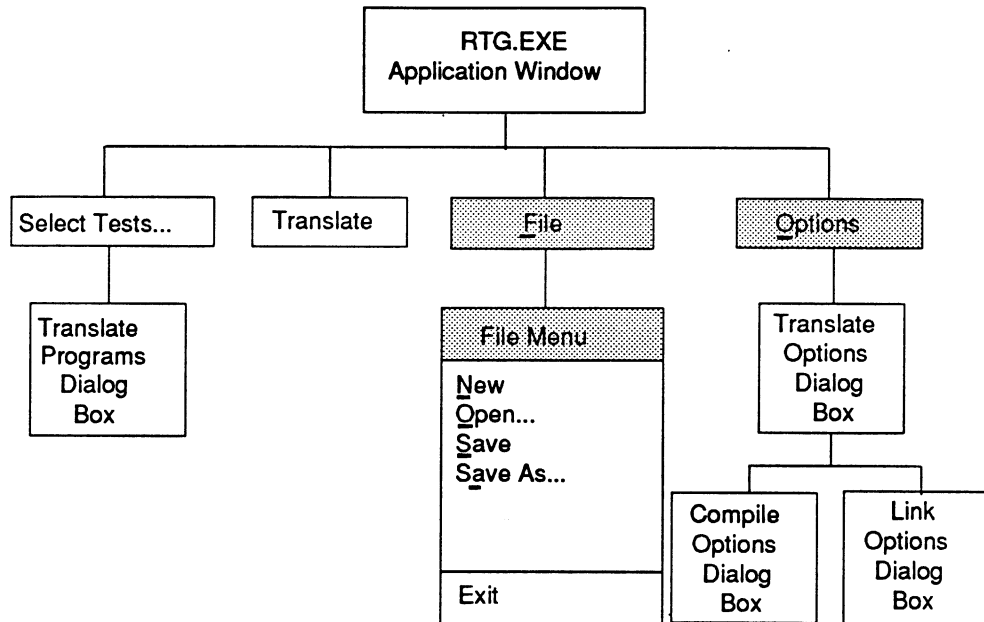 RTG.EXE
Application Window
Select Tests...
Translate
File
Options
Translate
Programs
Dialog
Box
File Menu
New
Open...
Save
Save As...
Exit
Translate
Options
Dialog
Box
Compile
Options
Dialog
Box
Link
Options
Dialog
Box